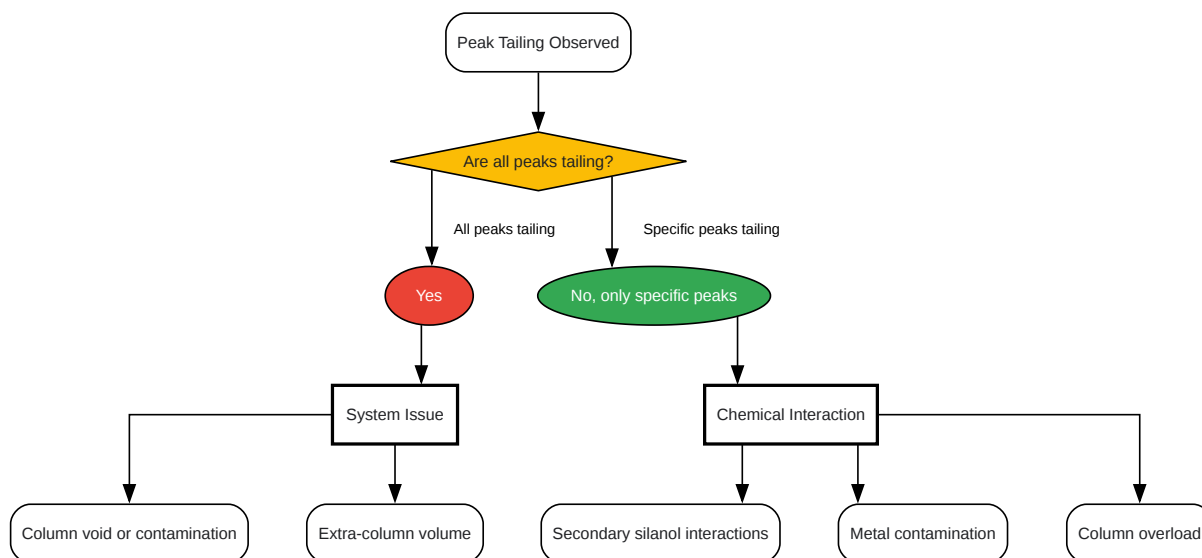 Peak Tailing Observed
Are all peaks tailing?
All peaks tailing
Specific peaks tailing
Yes
No, only specific peaks
System Issue
Chemical Interaction
Column void or contamination
Extra-column volume
Secondary silanol interactions
Metal contamination
Column overload